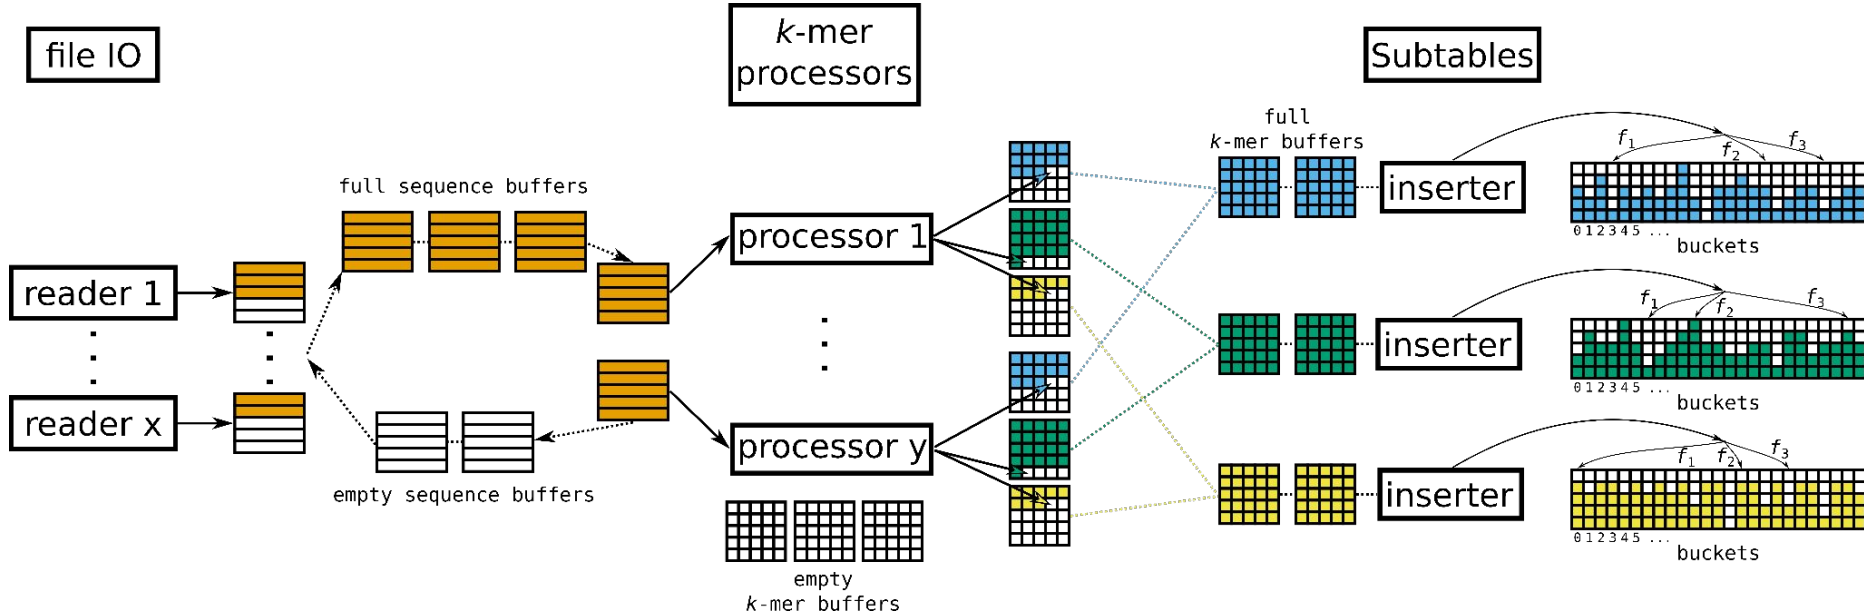 file IO
k-mer
processors
Subtables
full
k-mer buffers
full sequence buffers
reader 1
reader x
empty sequence buffers
processor 1
processor y
empty
k-mer buffers
inserter
f1
f2
f3
0 1 2 3 4 5 ...
buckets
inserter
f1
f2
f3
0 1 2 3 4 5 ...
buckets
inserter
f1
f2
f3
0 1 2 3 4 5 ...
buckets